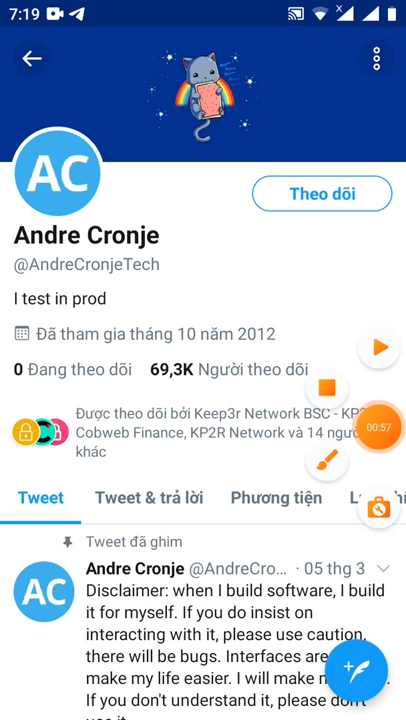 7:19
AC
Theo dõi
Andre Cronje
@AndreCronjeTech
I test in prod
Đã tham gia tháng 10 năm 2012
0 Đang theo dõi 69,3K Người theo dõi
Được theo dõi bởi Keep3r Network BSC - KP
Cobweb Finance, KP2R Network và 14 ngư
khác
00:57
Tweet Tweet & trả lời Phương tiện
Tweet đã ghim
AC
Andre Cronje @AndreCro... · 05 thg 3
Disclaimer: when I build software, I build
it for myself. If you do insist on
interacting with it, please use caution,
there will be bugs. Interfaces are
make my life easier. I will make
If you don't understand it, please don't